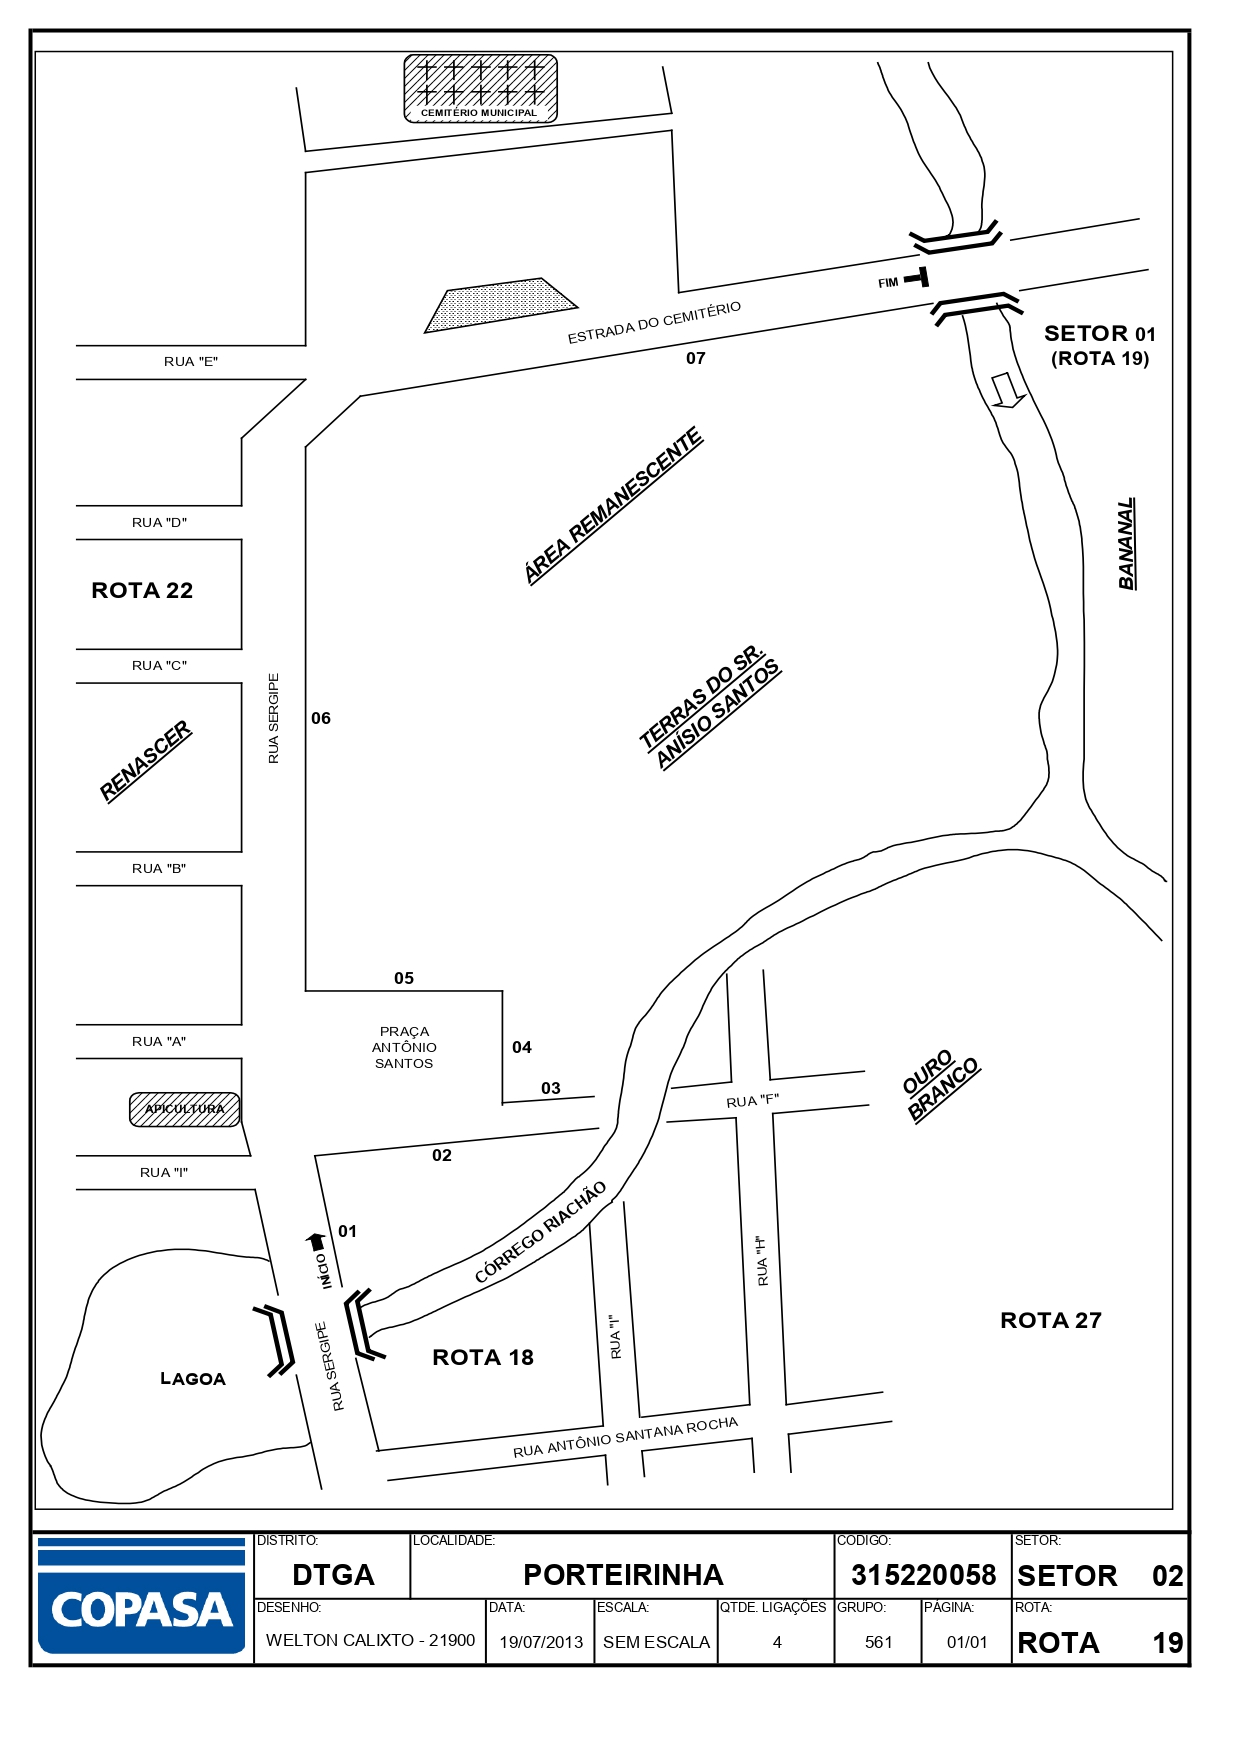 CEMITÉRIO MUNICIPAL
FIM
ESTRADA DO CEMITÉRIO
SETOR 01
(ROTA 19)
07
RUA "E"
ÁREA REMANESCENTE
RUA "D"
BANANAL
ROTA 22
RUA "C"
TERRAS DO SR.
ANÍSIO SANTOS
RUA SERGIPE
06
RENASCER
RUA "B"
05
PRAÇA
ANTÔNIO
SANTOS
04
RUA "A"
03
OURO
BRANCO
RUA "F"
APICULTURA
02
RUA "I"
CÓRREGO RIACHÃO
01
INÍCIO
RUA "H"
RUA "I"
ROTA 27
RUA SERGIPE
ROTA 18
LAGOA
RUA ANTÔNIO SANTANA ROCHA
COPASA
DISTRITO:
DTGA
LOCALIDADE:
PORTEIRINHA
CODIGO:
315220058
SETOR:
SETOR 02
DESENHO:
WELTON CALIXTO - 21900
DATA:
19/07/2013
ESCALA:
SEM ESCALA
QTDE. LIGAÇÕES
4
GRUPO:
561
PÁGINA:
01/01
ROTA:
ROTA 19